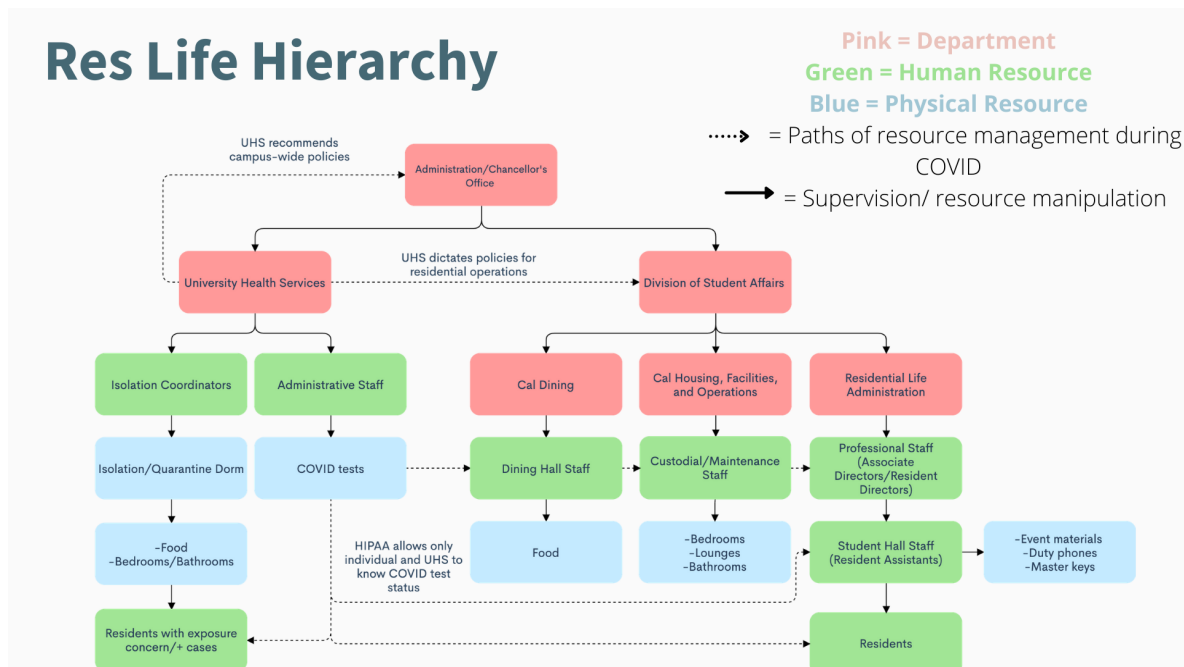 Res Life Hierarchy
Pink = Department
Green = Human Resource
Blue = Physical Resource
= Paths of resource management during
COVID
= Supervision/ resource manipulation
UHS recommends
campus-wide policies
Administration/Chancellor's
Office
University Health Services
UHS dictates policies for
residential operations
Division of Student Affairs
Isolation Coordinators
Administrative Staff
Cal Dining
Cal Housing, Facilities,
and Operations
Residential Life
Administration
Isolation/Quarantine Dorm
COVID tests
Dining Hall Staff
Custodial/Maintenance
Staff
Professional Staff
(Associate
Directors/Resident
Directors)
-Food
-Bedrooms/Bathrooms
HIPAA allows only
individual and UHS to
know COVID test
status
Food
-Bedrooms
-Lounges
-Bathrooms
Student Hall Staff
(Resident Assistants)
-Event materials
-Duty phones
-Master keys
Residents with exposure
concern/+ cases
Residents